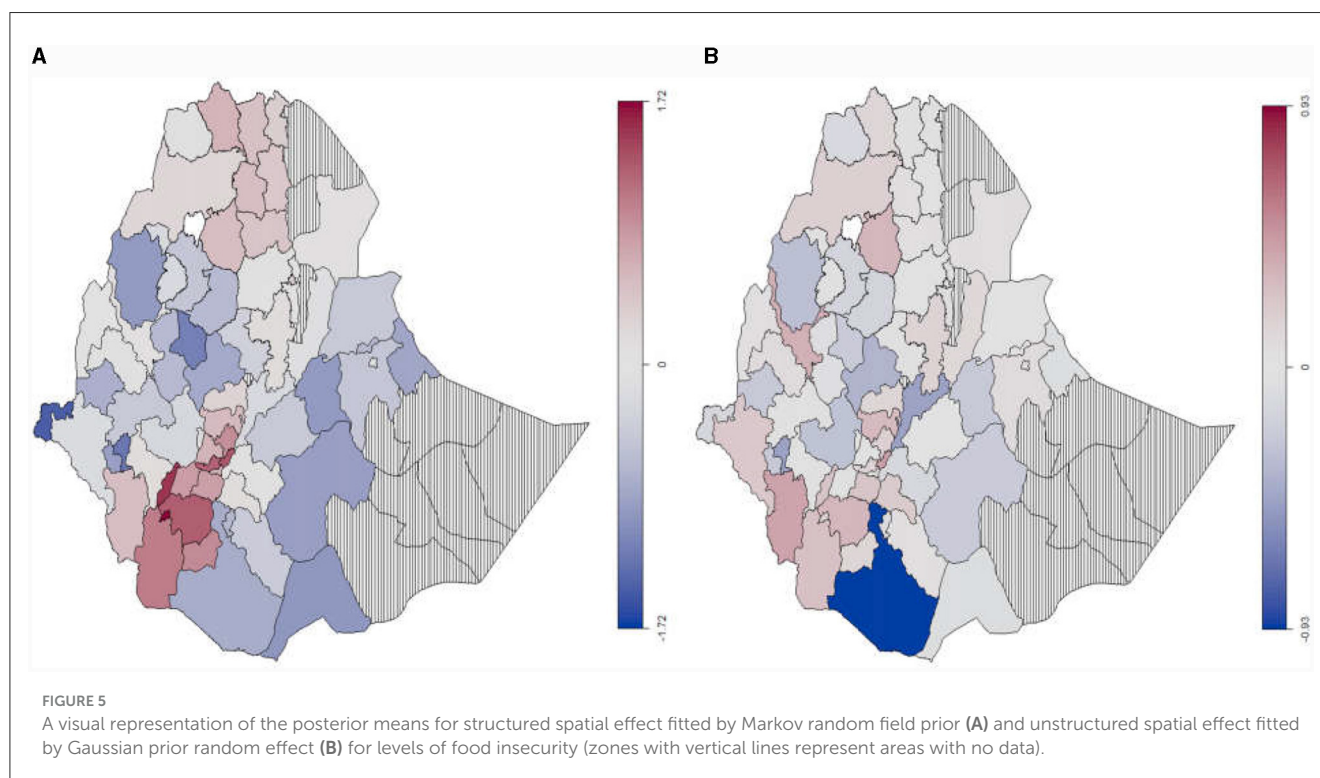 A
B
1.72
0
-1.72
0.93
0
-0.93
FIGURE 5
A visual representation of the posterior means for structured spatial effect fitted by Markov random field prior (A) and unstructured spatial effect fitted
by Gaussian prior random effect (B) for levels of food insecurity (zones with vertical lines represent areas with no data).